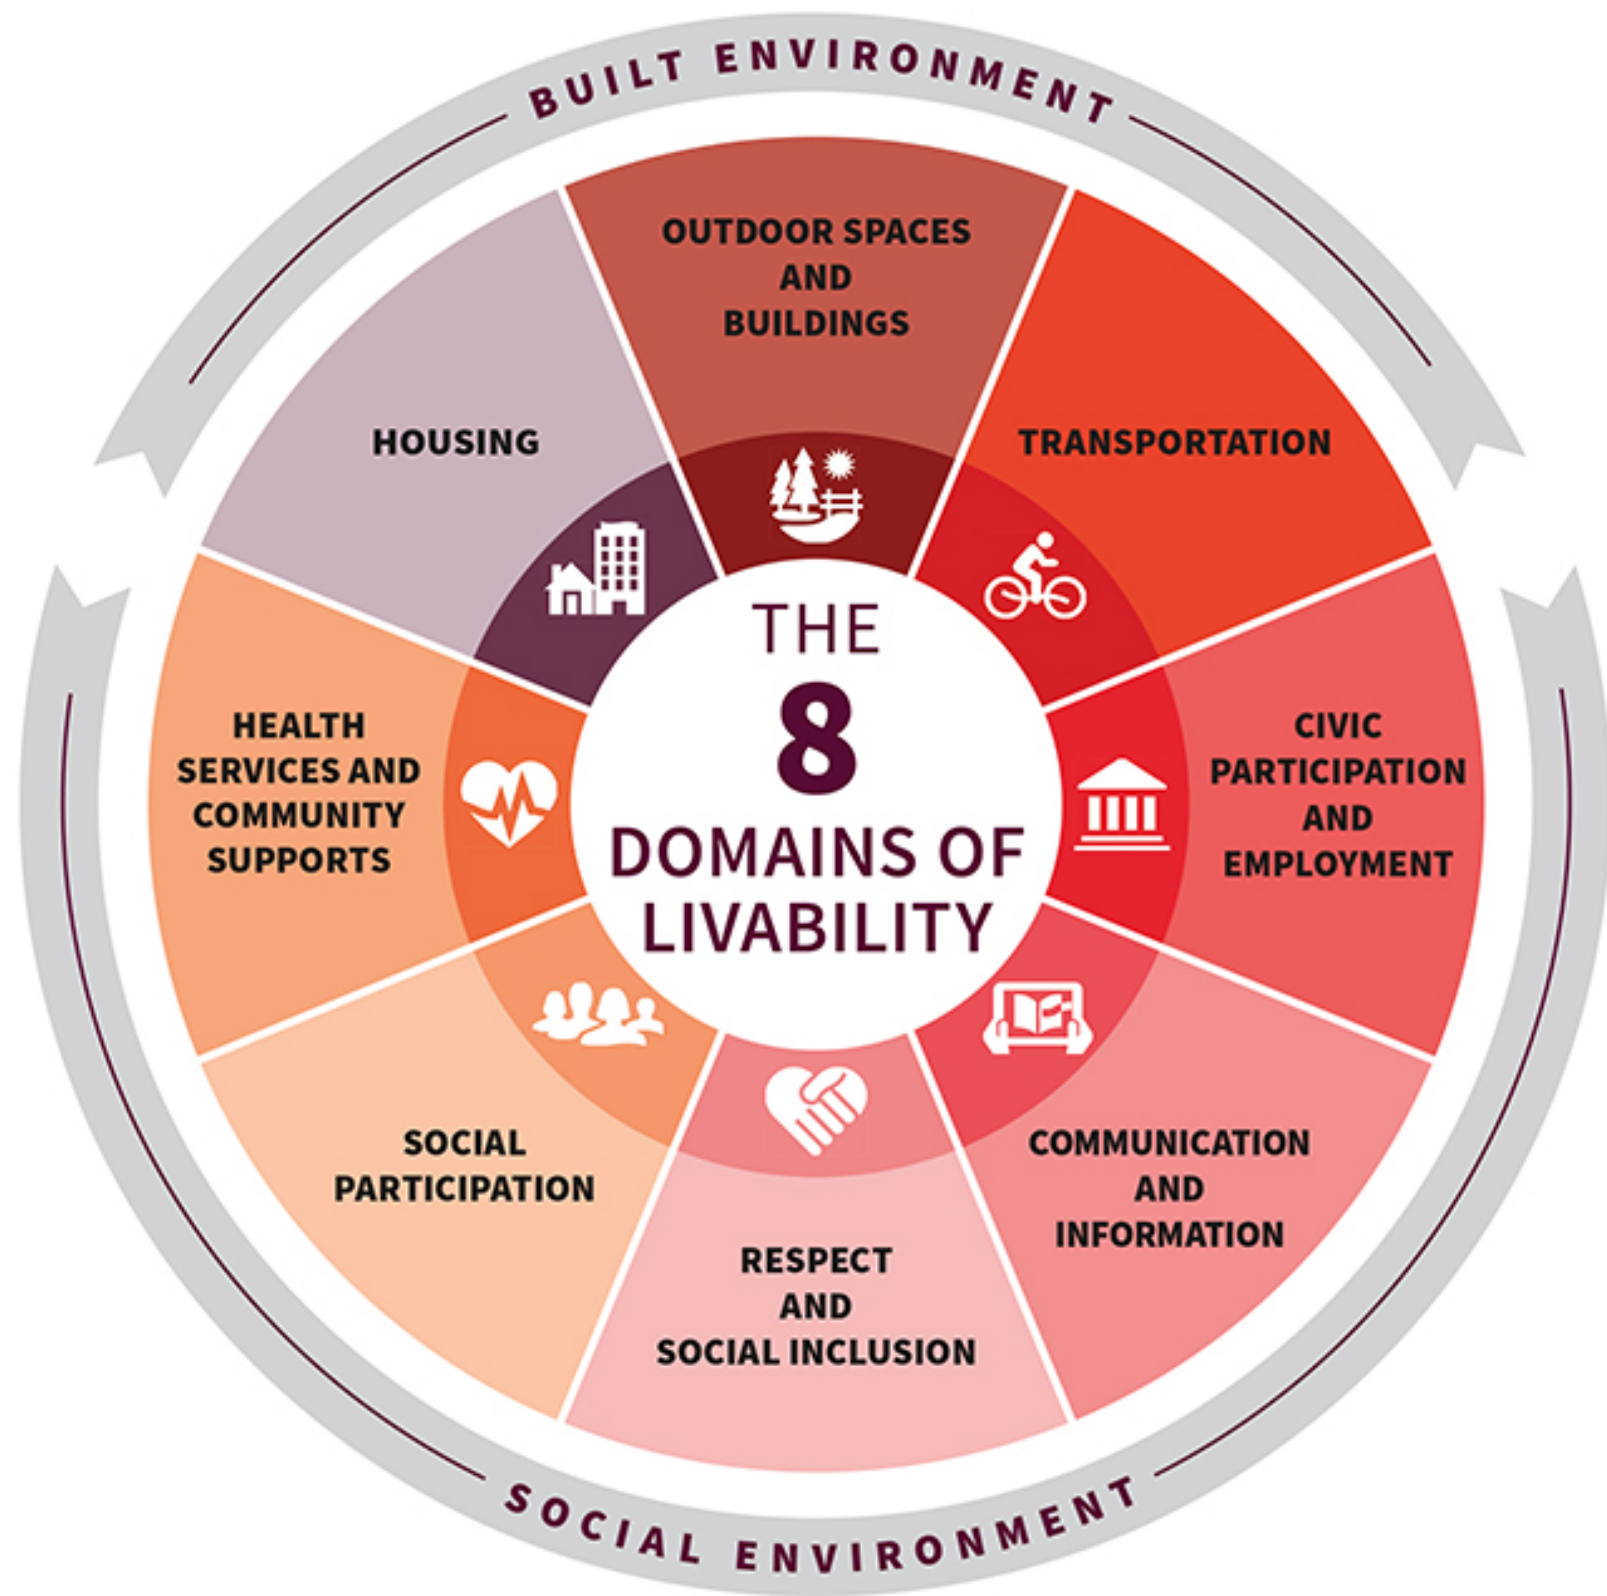 BUILT ENVIRONMENT
OUTDOOR SPACES
AND
BUILDINGS
TRANSPORTATION
CIVIC
PARTICIPATION
AND
EMPLOYMENT
COMMUNICATION
AND
INFORMATION
RESPECT
AND
SOCIAL INCLUSION
SOCIAL
PARTICIPATION
HEALTH
SERVICES AND
COMMUNITY
SUPPORTS
HOUSING
THE
8
DOMAINS OF
LIVABILITY
SOCIAL ENVIRONMENT